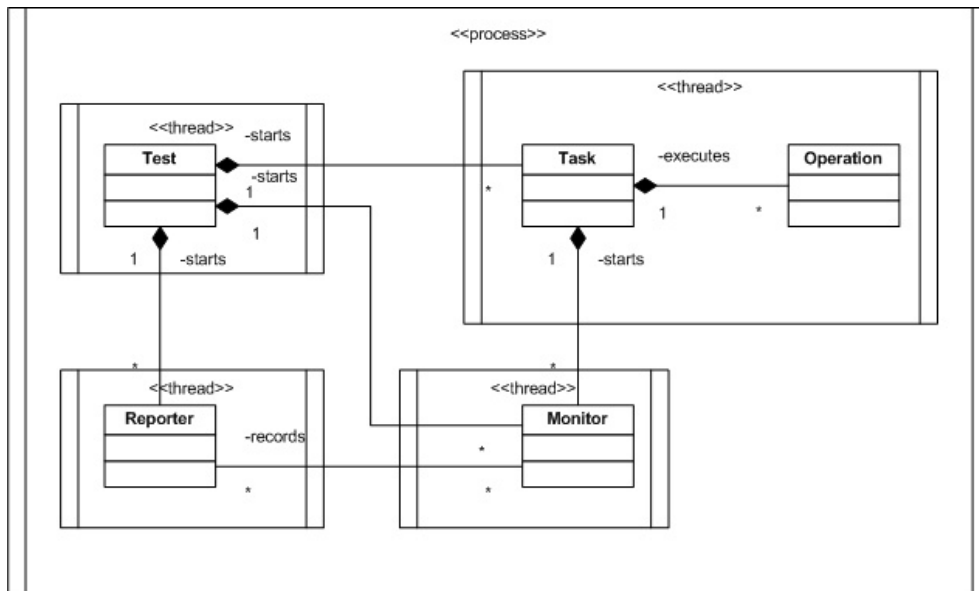 <<process>>
<<thread>>
<<thread>>
-starts
Test
Task
-executes
Operation
-starts
1
*
1
*
1
1
-starts
1
-starts
*
*
<<thread>>
<<thread>>
Reporter
Monitor
-records
*
*
*